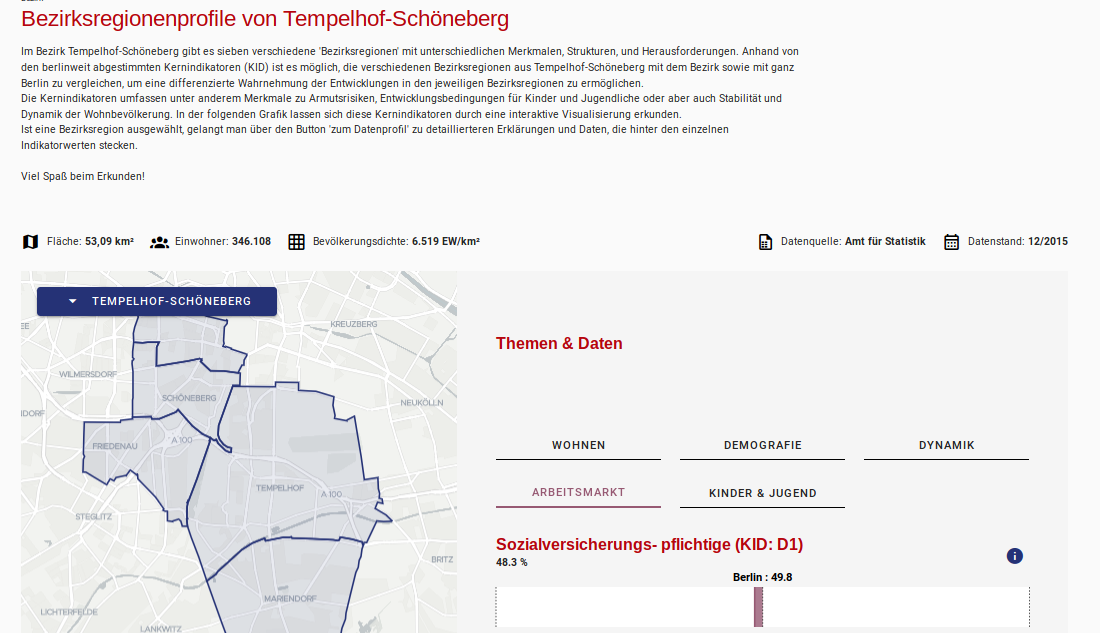 Bezirksregionenprofile von Tempelhof-Schöneberg
Im Bezirk Tempelhof-Schöneberg gibt es sieben verschiedene 'Bezirksregionen' mit unterschiedlichen Merkmalen, Strukturen, und Herausforderungen. Anhand von
den berlinweit abgestimmten Kernindikatoren (KID) ist es möglich, die verschiedenen Bezirksregionen aus Tempelhof-Schöneberg mit dem Bezirk sowie mit ganz
Berlin zu vergleichen, um eine differenzierte Wahrnehmung der Entwicklungen in den jeweiligen Bezirksregionen zu ermöglichen.
Die Kernindikatoren umfassen unter anderem Merkmale zu Armutsrisiken, Entwicklungsbedingungen für Kinder und Jugendliche oder aber auch Stabilität und
Dynamik der Wohnbevölkerung. In der folgenden Grafik lassen sich diese Kernindikatoren durch eine interaktive Visualisierung erkunden.
Ist eine Bezirksregion ausgewählt, gelangt man über den Button 'zum Datenprofil' zu detaillierteren Erklärungen und Daten, die hinter den einzelnen
Indikatorwerten stecken.
Viel Spaß beim Erkunden!
Fläche: 53,09 km² Einwohner: 346.108 Bevölkerungsdichte: 6.519 EW/km² Datenquelle: Amt für Statistik Datenstand: 12/2015
TEMPELHOF-SCHÖNEBERG
KREUZBERG
EE
WILMERSDORF
SCHÖNEBERG
NEUKÖLLN
NDORF
FRIEDENAU
A 100
TEMPELHOF
A 100
STEGLITZ
BRITZ
MARIENDORF
LICHTERFELDE
LANKWITZ
Themen & Daten
WOHNEN DEMOGRAFIE DYNAMIK
ARBEITSMARKT KINDER & JUGEND
Sozialversicherungs- pflichtige (KID: D1)
48.3 %
Berlin : 49.8